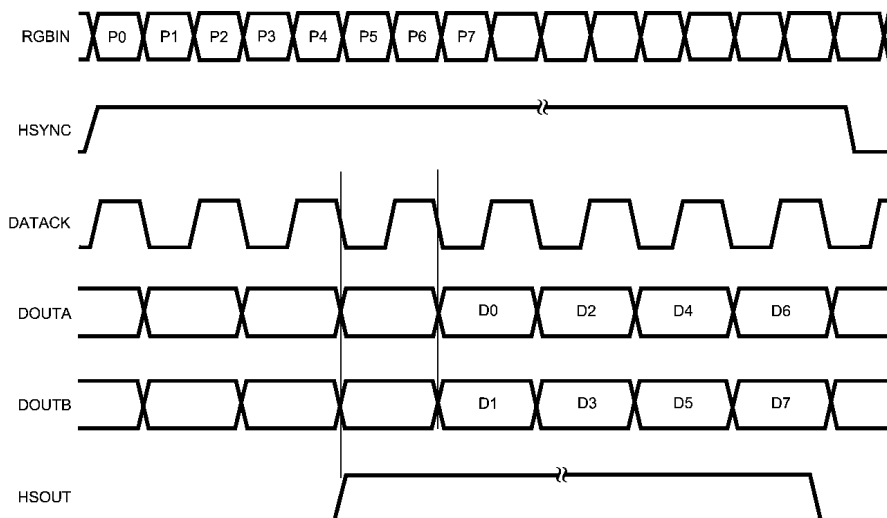 RGBIN P0 P1 P2 P3 P4 P5 P6 P7
HSYNC
DATACK
DOUTA D0 D2 D4 D6
DOUTB D1 D3 D5 D7
HSOUT